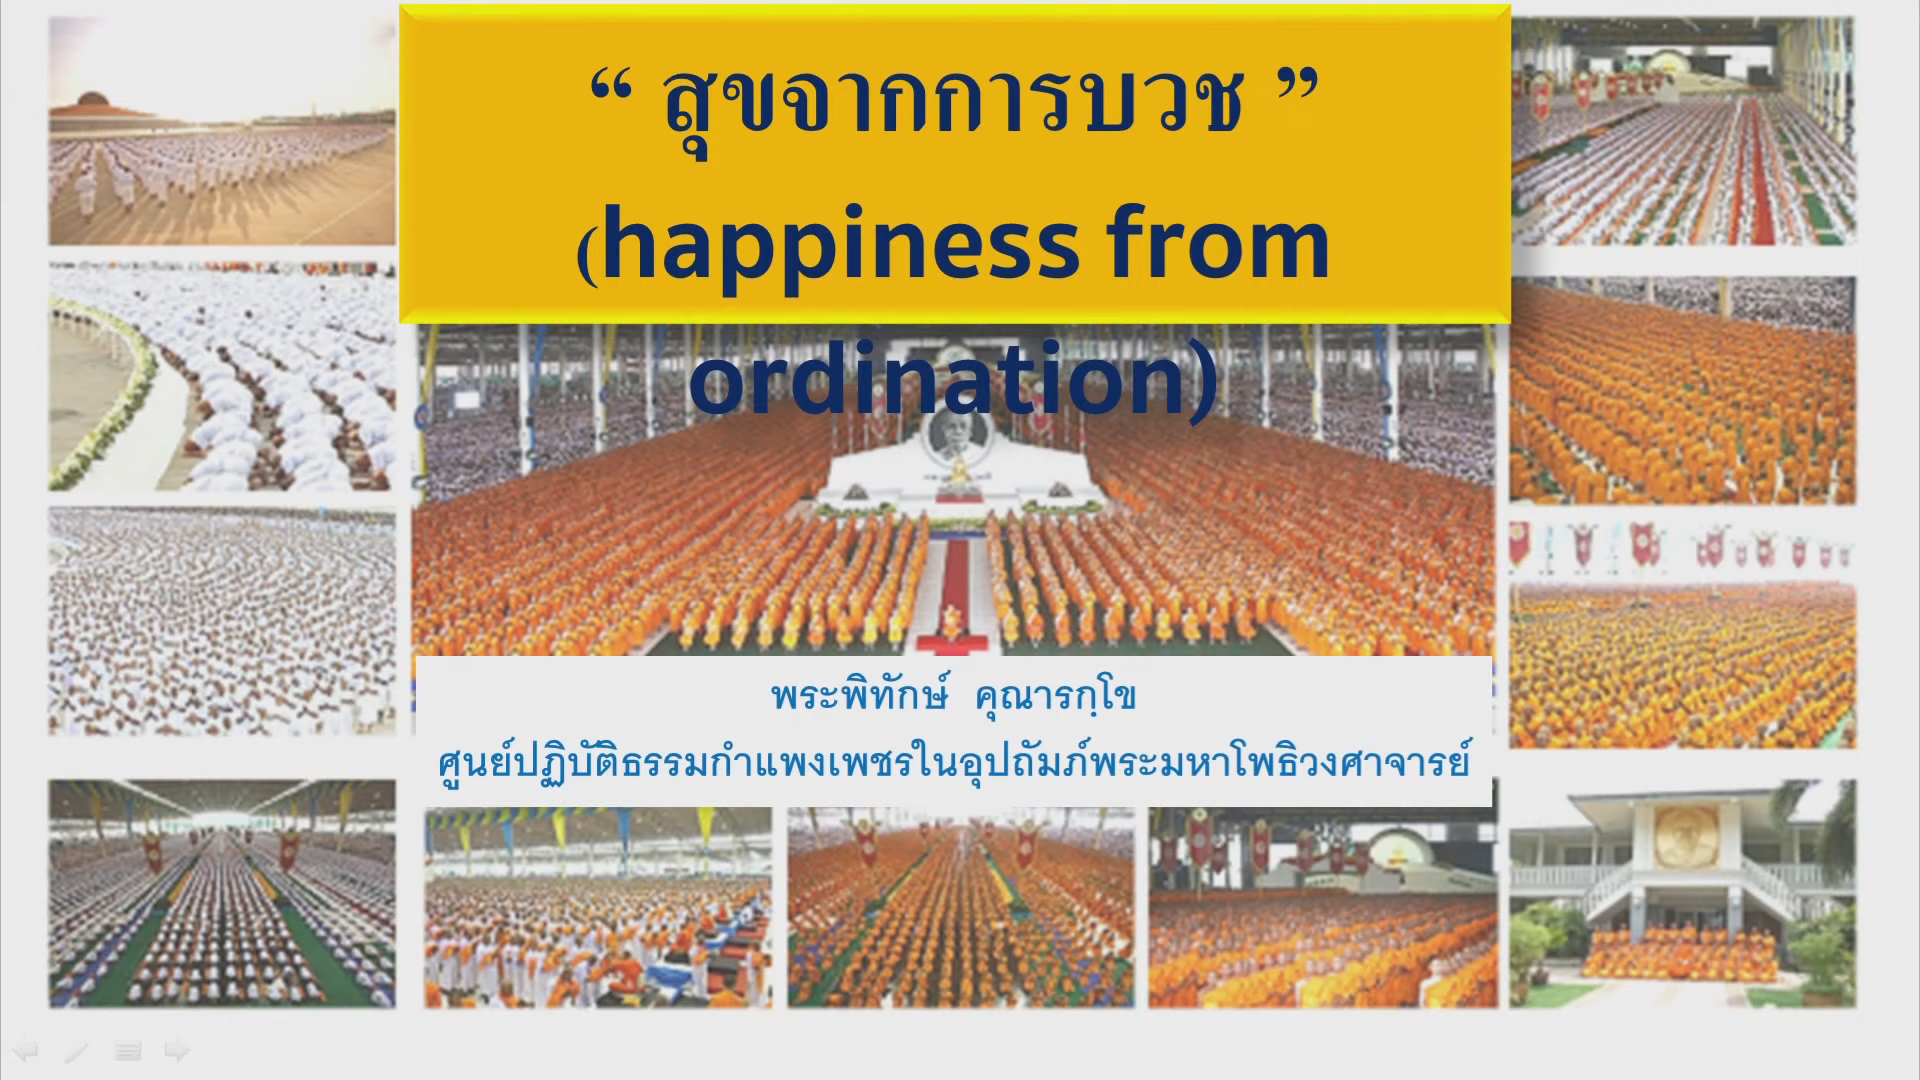 “ สุขจากการบวช ”
(happiness from
ordination)
พระพิทักษ์ คุณารกฺโข
ศูนย์ปฏิบัติธรรมกำแพงเพชรในอุปถัมภ์พระมหาโพธิวงศาจารย์